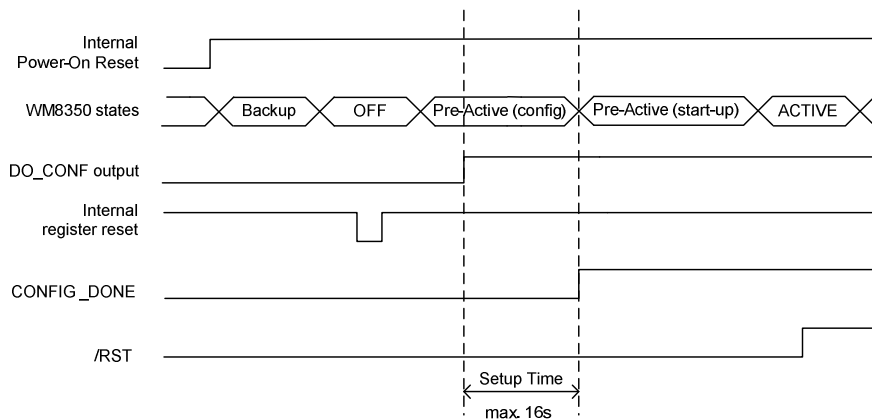 Internal
Power-On Reset
WM8350 states
Backup
OFF
Pre-Active (config)
Pre-Active (start-up)
ACTIVE
DO_CONF output
Internal
register reset
CONFIG_DONE
/RST
Setup Time
max. 16s